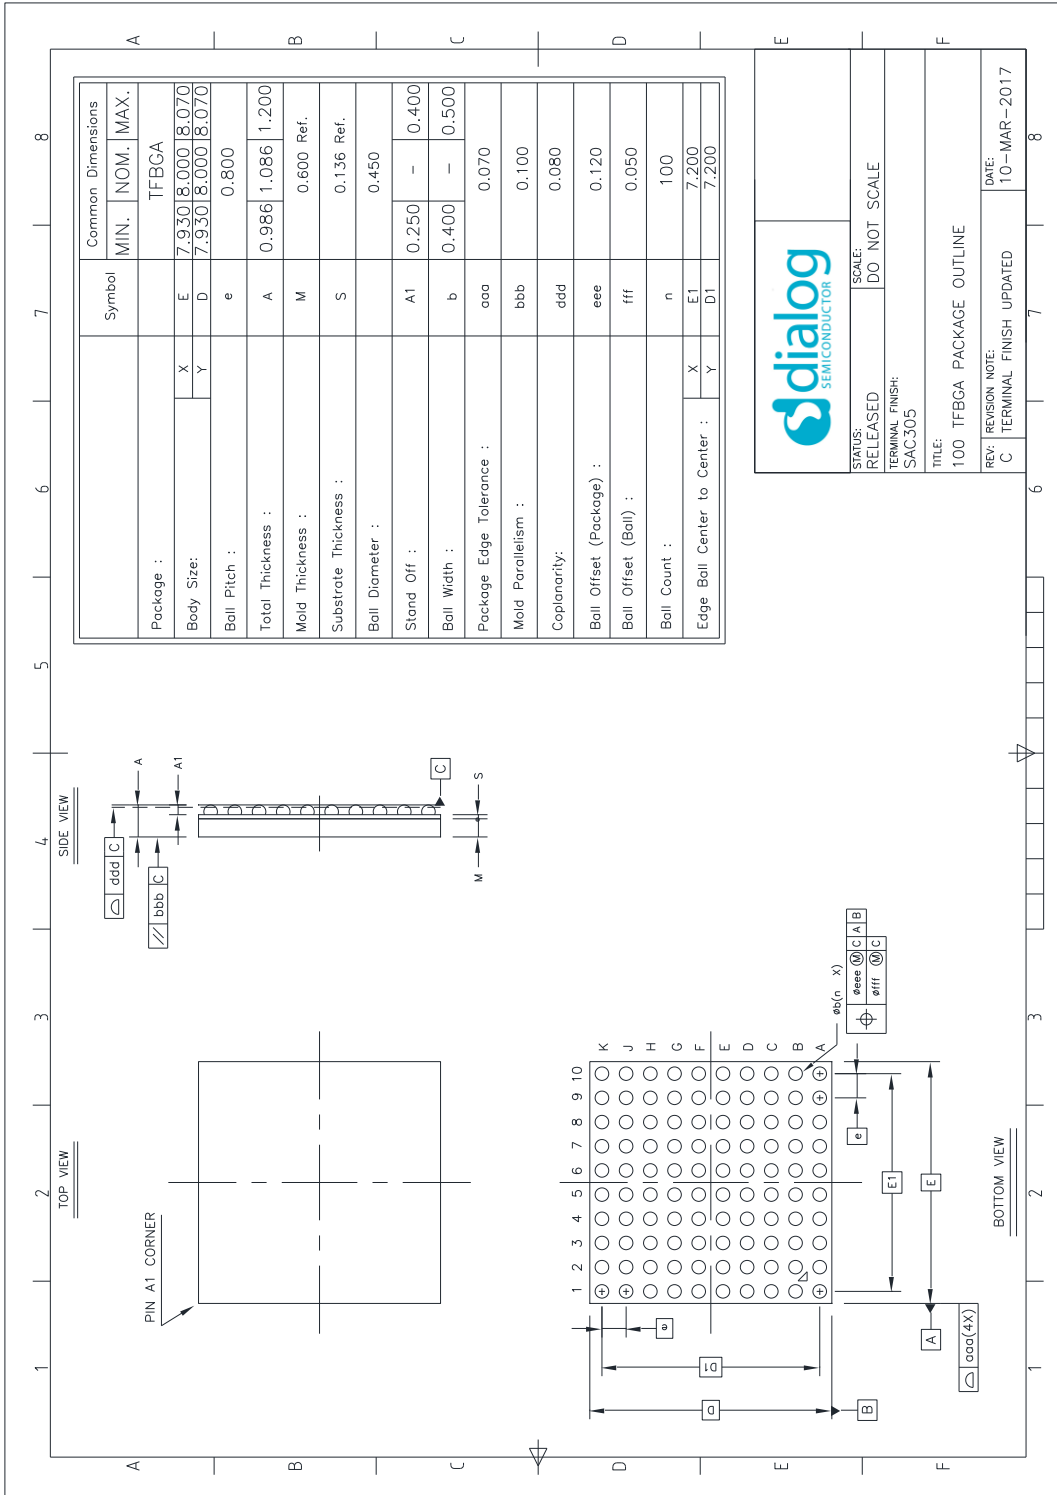 1 2 3 4 5 6 7 8
A
B
C
D
E
F
TOP VIEW
PIN A1 CORNER
SIDE VIEW
ddd C
bbb C
A
A1
C
M
S
1 2 3 4 5 6 7 8 9 10
K
J
H
G
F
E
D
C
B
A
e
D1
D
B
e
E1
E
A
aaa(4X)
øb(n X)
øeee M C A B
øfff M C
BOTTOM VIEW
Symbol Common Dimensions
MIN. NOM. MAX.
Package : TFBGA
Body Size: X E 7.930 8.000 8.070
Y D 7.930 8.000 8.070
Ball Pitch : e 0.800
Total Thickness : A 0.986 1.086 1.200
Mold Thickness : M 0.600 Ref.
Substrate Thickness : S 0.136 Ref.
Ball Diameter : 0.450
Stand Off : A1 0.250 – 0.400
Ball Width : b 0.400 – 0.500
Package Edge Tolerance : aaa 0.070
Mold Parallelism : bbb 0.100
Coplanarity: ddd 0.080
Ball Offset (Package) : eee 0.120
Ball Offset (Ball) : fff 0.050
Ball Count : n 100
Edge Ball Center to Center : X E1 7.200
Y D1 7.200
dialog
SEMICONDUCTOR
STATUS: SCALE:
RELEASED DO NOT SCALE
TERMINAL FINISH:
SAC305
TITLE:
100 TFBGA PACKAGE OUTLINE
REV: REVISION NOTE: DATE:
C TERMINAL FINISH UPDATED 10-MAR-2017
A
B
C
D
E
F
1 2 3 6 7 8